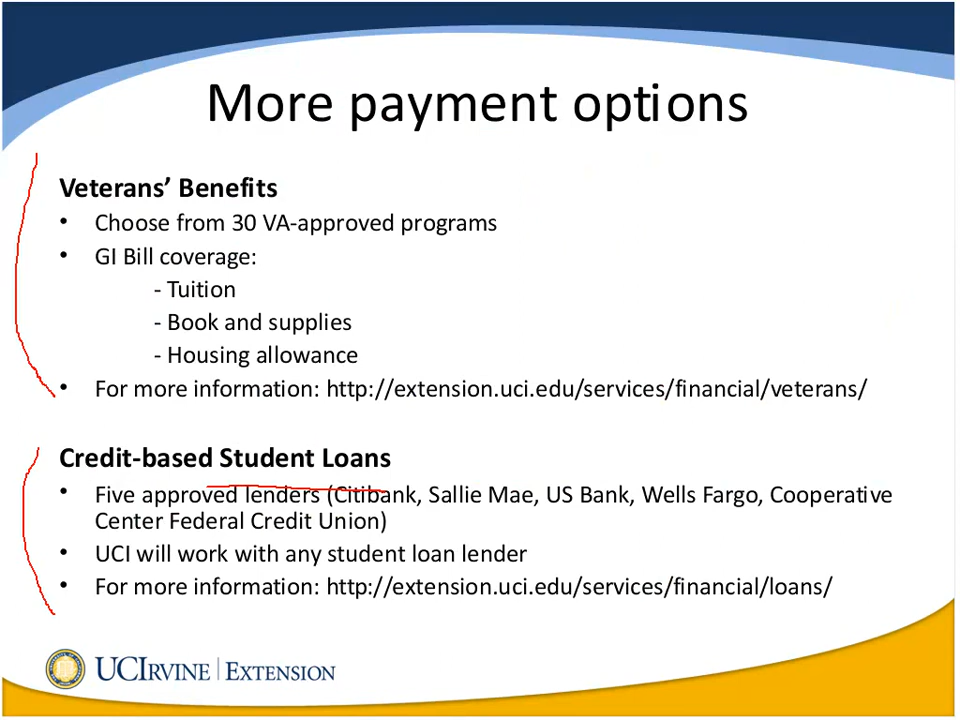 More payment options
Veterans’ Benefits
• Choose from 30 VA-approved programs
• GI Bill coverage:
- Tuition
- Book and supplies
- Housing allowance
• For more information: http://extension.uci.edu/services/financial/veterans/
Credit-based Student Loans
• Five approved lenders (Citibank, Sallie Mae, US Bank, Wells Fargo, Cooperative
Center Federal Credit Union)
• UCI will work with any student loan lender
• For more information: http://extension.uci.edu/services/financial/loans/
UCIRVINE | EXTENSION